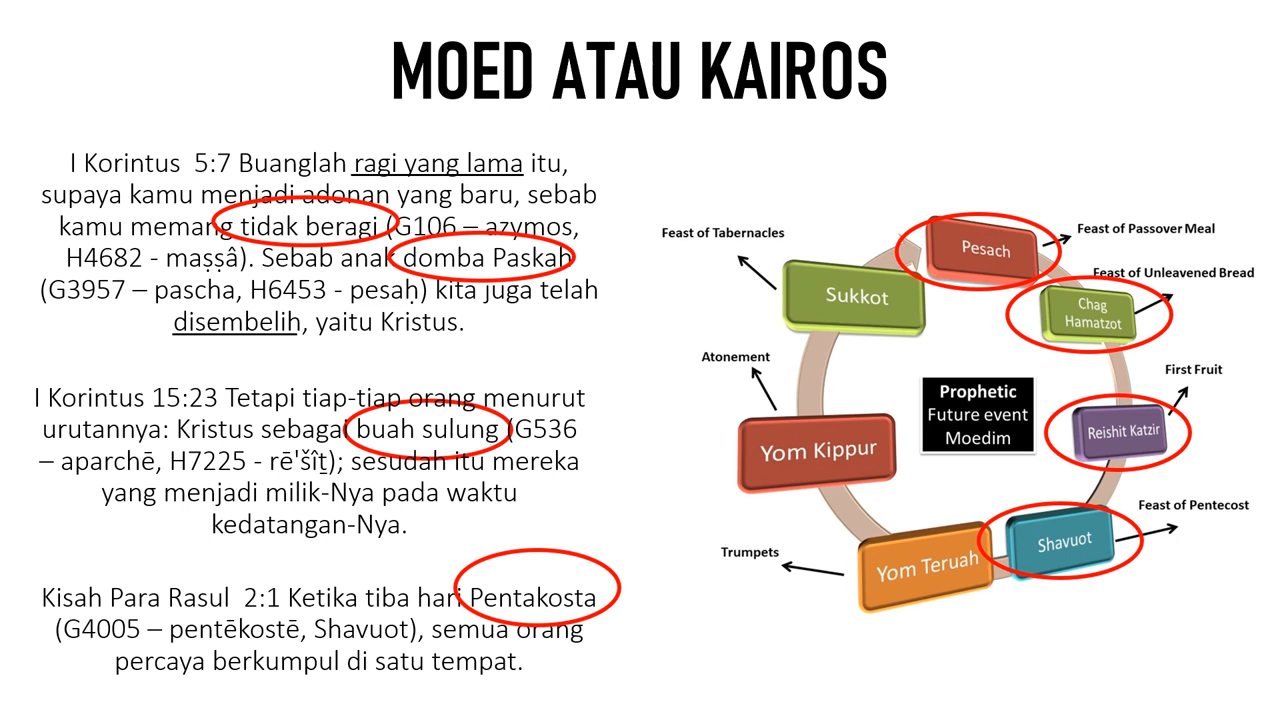 MOED ATAU KAIROS
I Korintus  5:7 Buanglah ragi yang lama itu,
supaya kamu menjadi adonan yang baru, sebab
kamu memang tidak beragi (G106 – azymos,
H4682 - maṣṣâ). Sebab anak domba Paskah
(G3957 – pascha, H6453 - pesaḥ) kita juga telah
disembelih, yaitu Kristus.
I Korintus 15:23 Tetapi tiap-tiap orang menurut
urutannya: Kristus sebagai buah sulung (G536
– aparchē, H7225 - rē'šîṯ); sesudah itu mereka
yang menjadi milik-Nya pada waktu
kedatangan-Nya.
Kisah Para Rasul  2:1 Ketika tiba hari Pentakosta
(G4005 – pentēkostē, Shavuot), semua orang
percaya berkumpul di satu tempat.
Feast of Tabernacles
Sukkot
Pesach
Feast of Passover Meal
Feast of Unleavened Bread
Chag
Hamatzot
First Fruit
Reishit Katzir
Feast of Pentecost
Shavuot
Yom Teruah
Trumpets
Yom Kippur
Atonement
Prophetic
Future event
Moedim